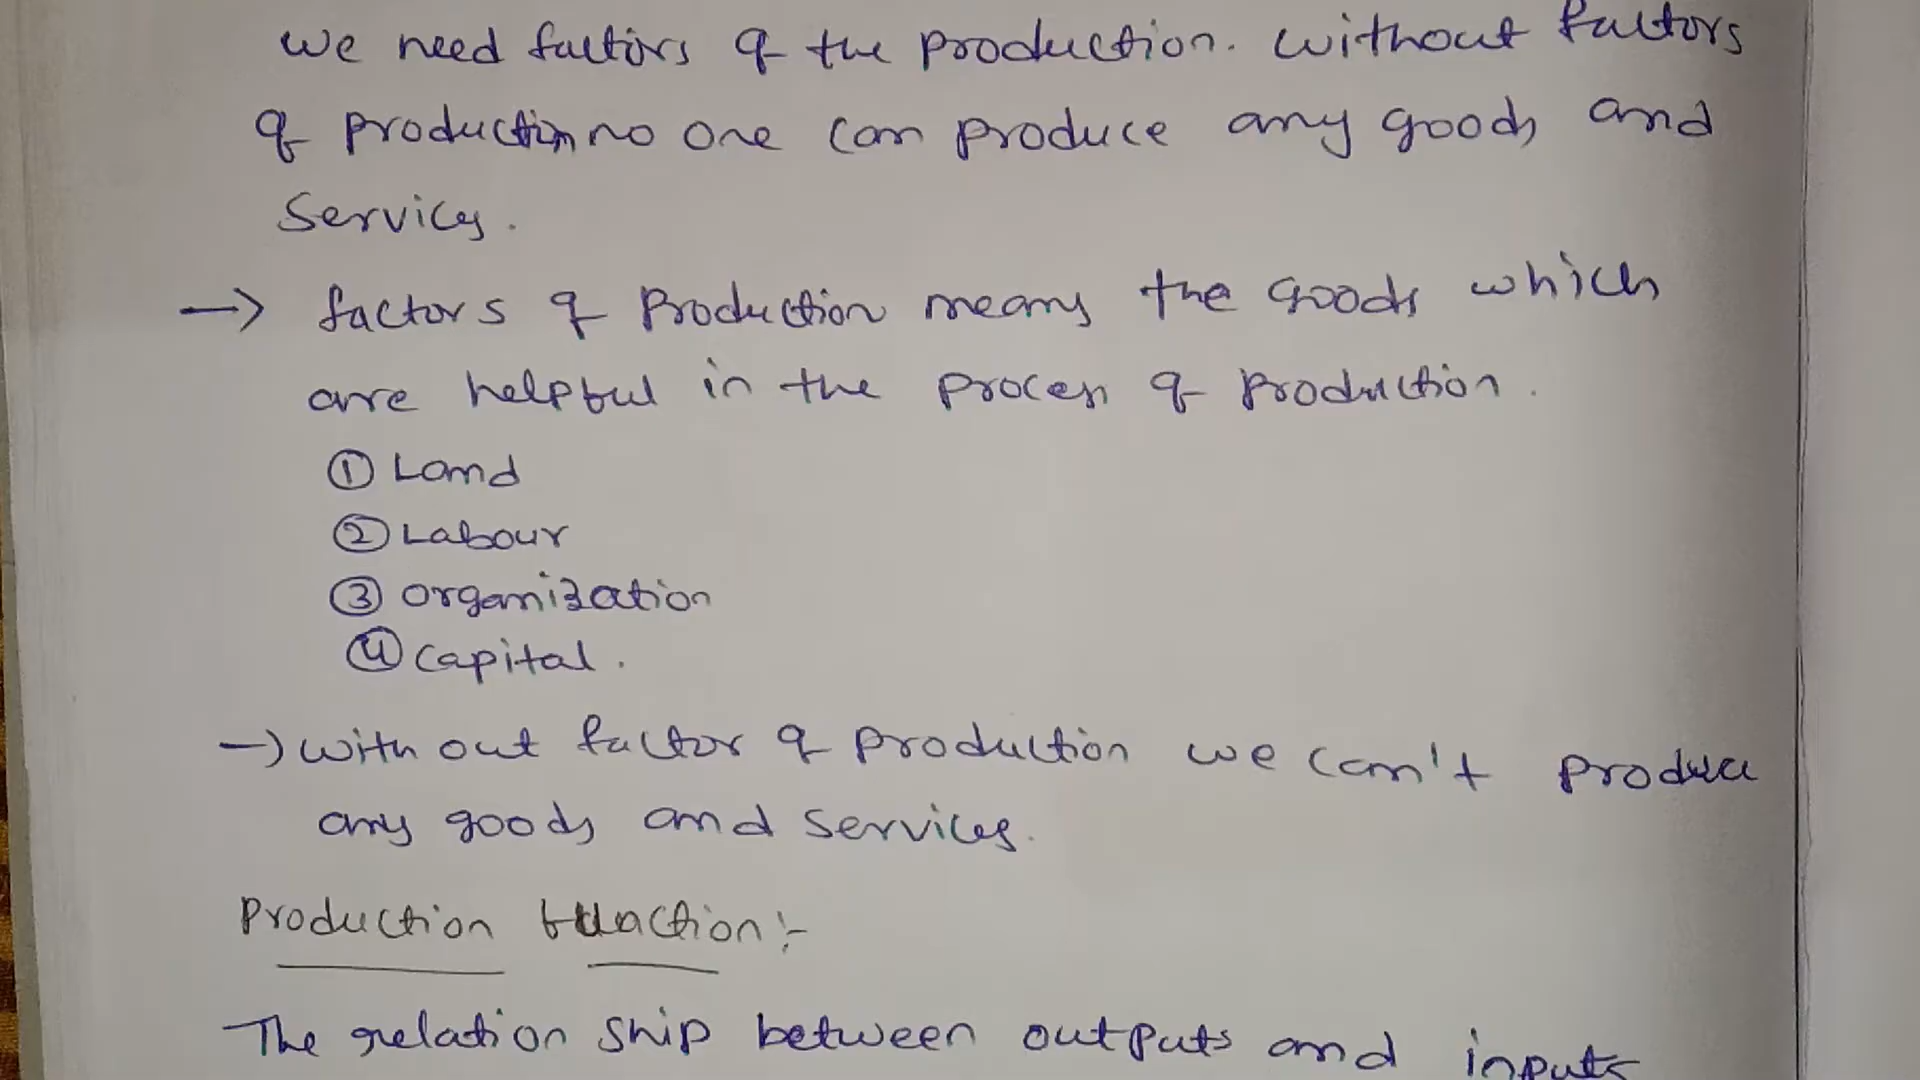 we need factors of the production. without factors
of production no one can produce any goods and
services.
→ factors of Production means the goods which
are helpful in the process of production.
① Land
② Labour
③ organization
④ capital.
→ with out factor of production we can't produce
any goods and services.
Production function:-
The relation ship between outputs and inputs